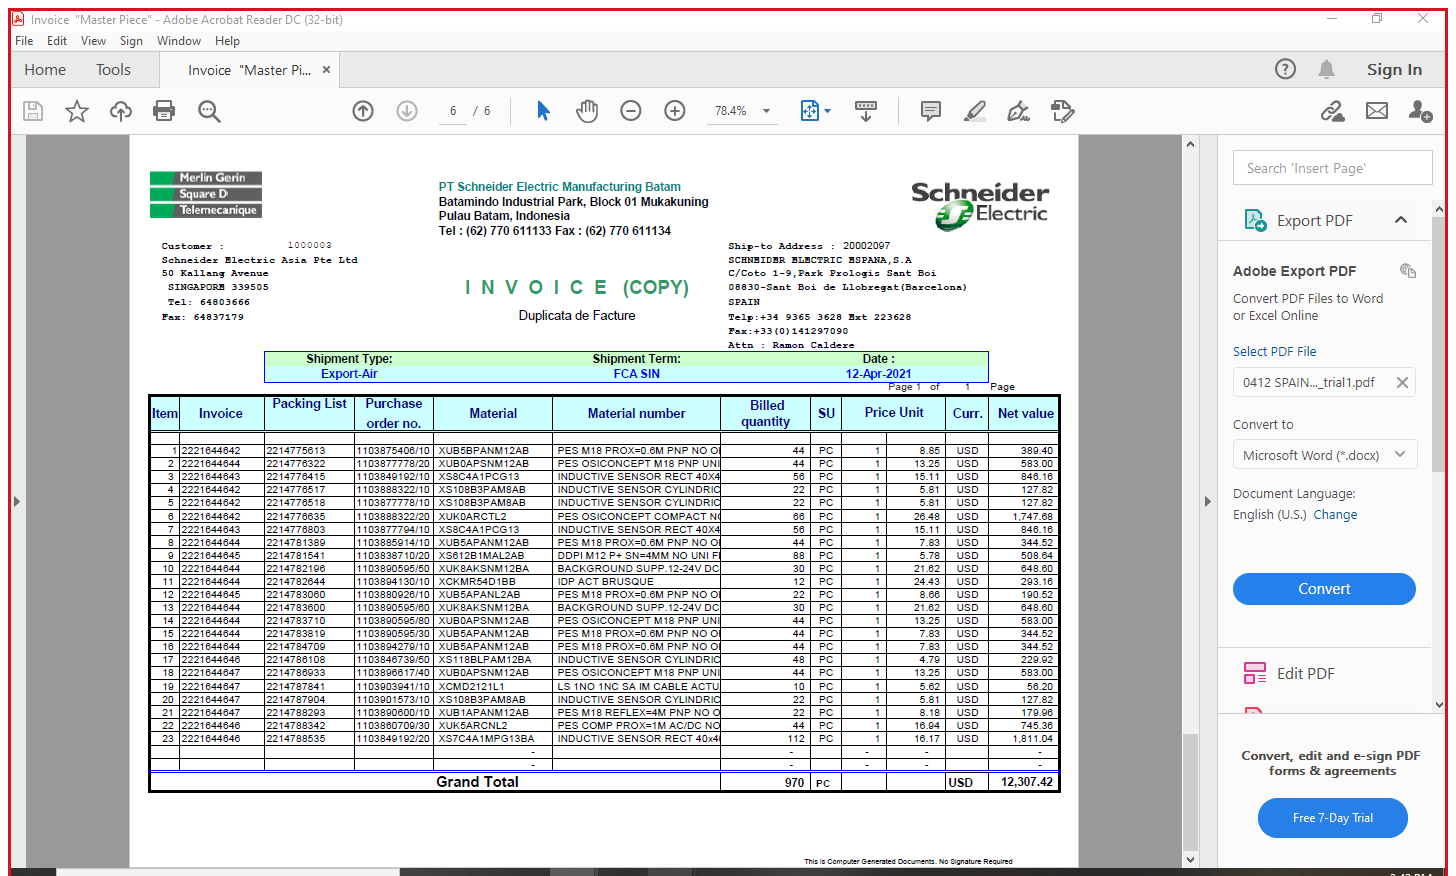 Invoice "Master Piece" - Adobe Acrobat Reader DC (32-bit)
File Edit View Sign Window Help
Home Tools Invoice "Master Pi... × Sign In
6 / 6 78.4%
Merlin Gerin
Square D
Telemecanique
PT Schneider Electric Manufacturing Batam
Batamindo Industrial Park, Block 01 Mukakuning
Pulau Batam, Indonesia
Tel : (62) 770 611133 Fax : (62) 770 611134
Schneider
Electric
Customer : 1000003
Schneider Electric Asia Pte Ltd
50 Kallang Avenue
SINGAPORE 339505
Tel: 64803666
Fax: 64837179
I N V O I C E (COPY)
Duplicata de Facture
Ship-to Address : 20002097
SCHNEIDER ELECTRIC ESPANA,S.A
C/Coto 1-9,Park Prologis Sant Boi
08830-Sant Boi de Llobregat(Barcelona)
SPAIN
Telp:+34 9365 3628 Ext 223628
Fax:+33(0)141297090
Attn : Ramon Caldere
Shipment Type: Shipment Term: Date :
Export-Air FCA SIN 12-Apr-2021
Page 1 of 1 Page
Item Invoice Packing List Purchase order no. Material Material number Billed quantity SU Price Unit Curr. Net value
1 2221644642 2214775613 1103875406/10 XUB5BPANM12AB PES M18 PROX=0.6M PNP NO O 44 PC 1 8.85 USD 389.40
2 2221644644 2214776322 1103877778/20 XUB0APSNM12AB PES OSICONCEPT M18 PNP UNI 44 PC 1 13.25 USD 583.00
3 2221644643 2214776415 1103849192/10 XS8C4A1PCG13 INDUCTIVE SENSOR RECT 40X4 56 PC 1 15.11 USD 846.16
4 2221644642 2214776517 1103888322/10 XS108B3PAM8AB INDUCTIVE SENSOR CYLINDRIC 22 PC 1 5.81 USD 127.82
5 2221644642 2214776518 1103877778/10 XS108B3PAM8AB INDUCTIVE SENSOR CYLINDRIC 22 PC 1 5.81 USD 127.82
6 2221644642 2214776635 1103888322/20 XUK0ARCTL2 PES OSICONCEPT COMPACT NO 66 PC 1 26.48 USD 1,747.68
7 2221644643 2214776803 1103877794/10 XS8C4A1PCG13 INDUCTIVE SENSOR RECT 40X4 56 PC 1 15.11 USD 846.16
8 2221644644 2214781389 1103885914/10 XUB5APANM12AB PES M18 PROX=0.6M PNP NO O 44 PC 1 7.83 USD 344.52
9 2221644645 2214781541 1103838710/20 XS612B1MAL2AB DDPI M12 P+ SN=4MM NO UNI F 88 PC 1 5.78 USD 508.64
10 2221644644 2214782196 1103890595/50 XUK8AKSNM12BA BACKGROUND SUPP.12-24V DC 30 PC 1 21.62 USD 648.60
11 2221644644 2214782644 1103894130/10 XCKMR54D1BB IDP ACT BRUSQUE 12 PC 1 24.43 USD 293.16
12 2221644645 2214783060 1103880926/10 XUB5APANL2AB PES M18 PROX=0.6M PNP NO O 22 PC 1 8.66 USD 190.52
13 2221644644 2214783600 1103890595/60 XUK8AKSNM12BA BACKGROUND SUPP.12-24V DC 30 PC 1 21.62 USD 648.60
14 2221644644 2214783710 1103890595/80 XUB0APSNM12AB PES OSICONCEPT M18 PNP UNI 44 PC 1 13.25 USD 583.00
15 2221644644 2214783819 1103890595/30 XUB5APANM12AB PES M18 PROX=0.6M PNP NO O 44 PC 1 7.83 USD 344.52
16 2221644644 2214784709 1103894279/10 XUB5APANM12AB PES M18 PROX=0.6M PNP NO O 44 PC 1 7.83 USD 344.52
17 2221644646 2214786108 1103846739/50 XS118BLPAM12BA INDUCTIVE SENSOR CYLINDRIC 48 PC 1 4.79 USD 229.92
18 2221644647 2214786933 1103896617/40 XUB0APSNM12AB PES OSICONCEPT M18 PNP UNI 44 PC 1 13.25 USD 583.00
19 2221644647 2214787841 1103903941/10 XCMD2121L1 LS 1NO 1NC SA IM CABLE ACTU 10 PC 1 5.62 USD 56.20
20 2221644647 2214787904 1103901573/10 XS108B3PAM8AB INDUCTIVE SENSOR CYLINDRIC 22 PC 1 5.81 USD 127.82
21 2221644647 2214788293 1103890600/10 XUB1APANM12AB PES M18 REFLEX=4M PNP NO O 22 PC 1 8.18 USD 179.96
22 2221644646 2214788342 1103860709/30 XUK5ARCNL2 PES COMP PROX=1M AC/DC NO 44 PC 1 16.94 USD 745.36
23 2221644646 2214788535 1103849192/20 XS7C4A1MPG13BA INDUCTIVE SENSOR RECT 40x4 112 PC 1 16.17 USD 1,811.04
- - - - -
- - - - -
Grand Total 970 PC USD 12,307.42
This is Computer Generated Documents. No Signature Required
Search 'Insert Page'
Export PDF
Adobe Export PDF
Convert PDF Files to Word
or Excel Online
Select PDF File
0412 SPAIN..._trial1.pdf
Convert to
Microsoft Word (*.docx)
Document Language:
English (U.S.) Change
Convert
Edit PDF
Convert, edit and e-sign PDF
forms & agreements
Free 7-Day Trial